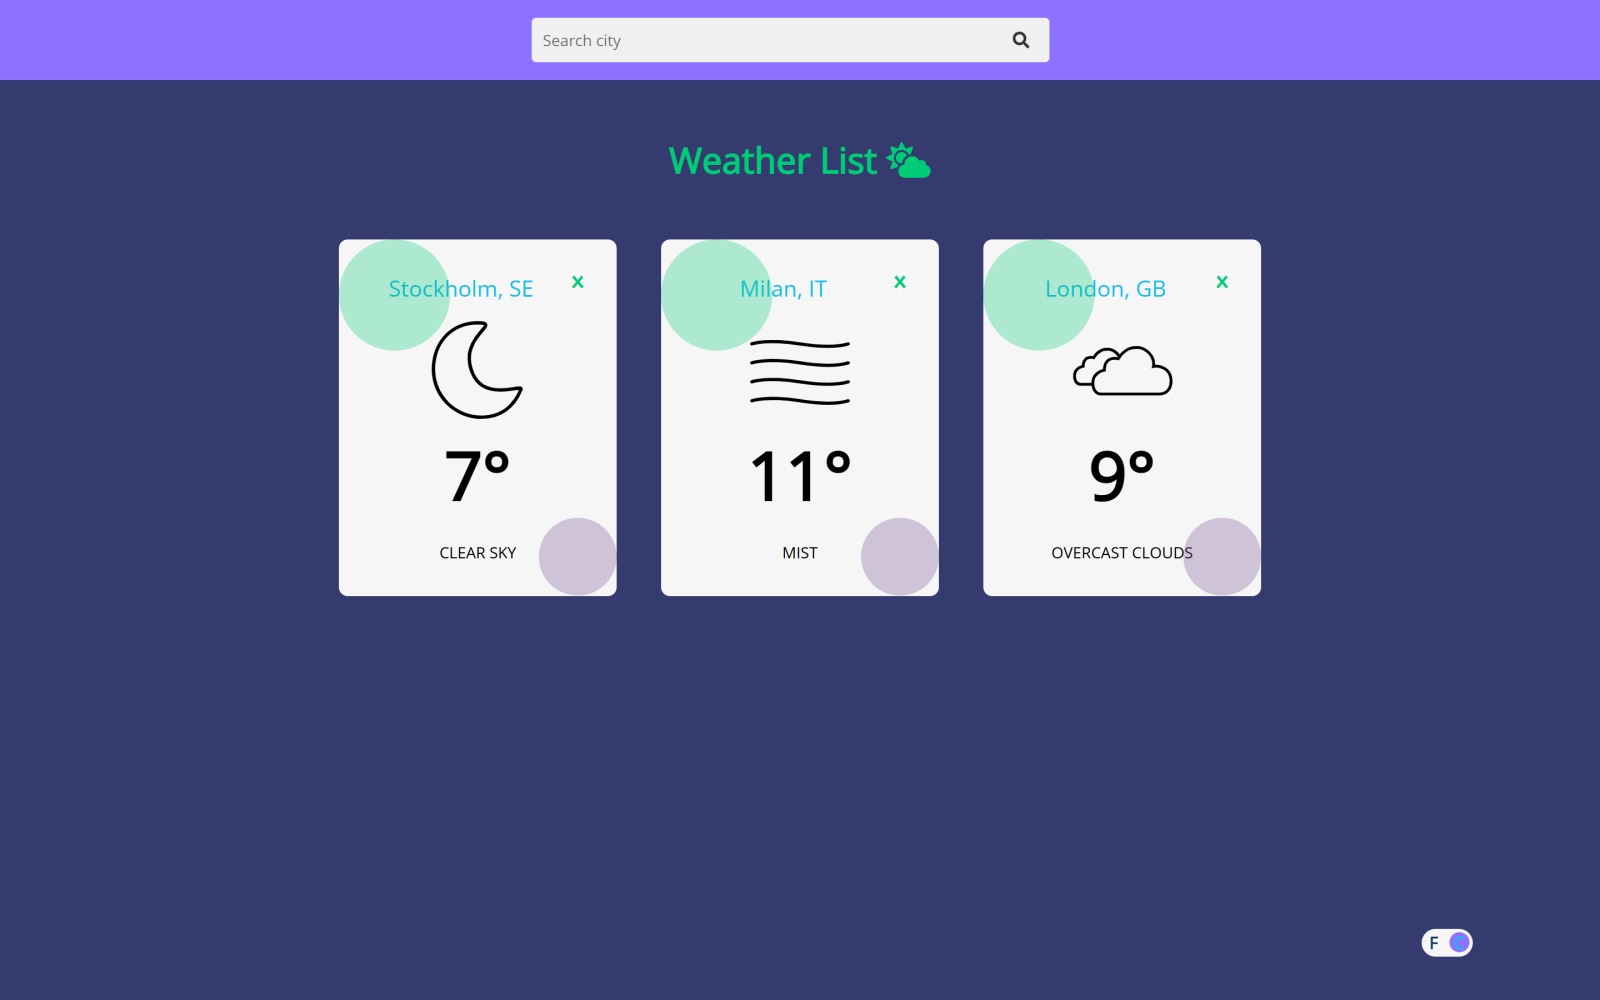 Search city
Weather List
Stockholm, SE
7°
CLEAR SKY
Milan, IT
11°
MIST
London, GB
9°
OVERCAST CLOUDS
F